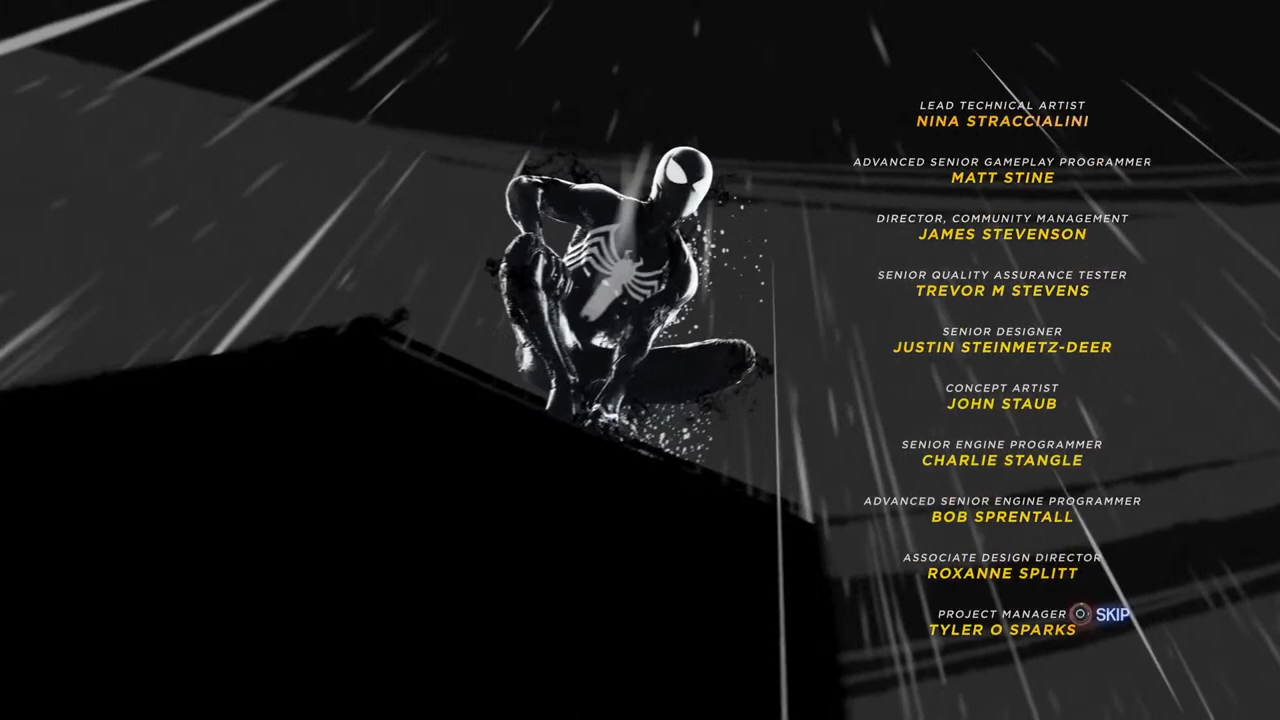 LEAD TECHNICAL ARTIST
NINA STRACCIALINI
ADVANCED SENIOR GAMEPLAY PROGRAMMER
MATT STINE
DIRECTOR, COMMUNITY MANAGEMENT
JAMES STEVENSON
SENIOR QUALITY ASSURANCE TESTER
TREVOR M STEVENS
SENIOR DESIGNER
JUSTIN STEINMETZ-DEER
CONCEPT ARTIST
JOHN STAUB
SENIOR ENGINE PROGRAMMER
CHARLIE STANGLE
ADVANCED SENIOR ENGINE PROGRAMMER
BOB SPRENTALL
ASSOCIATE DESIGN DIRECTOR
ROXANNE SPLITT
PROJECT MANAGER
SKIP
TYLER O SPARKS